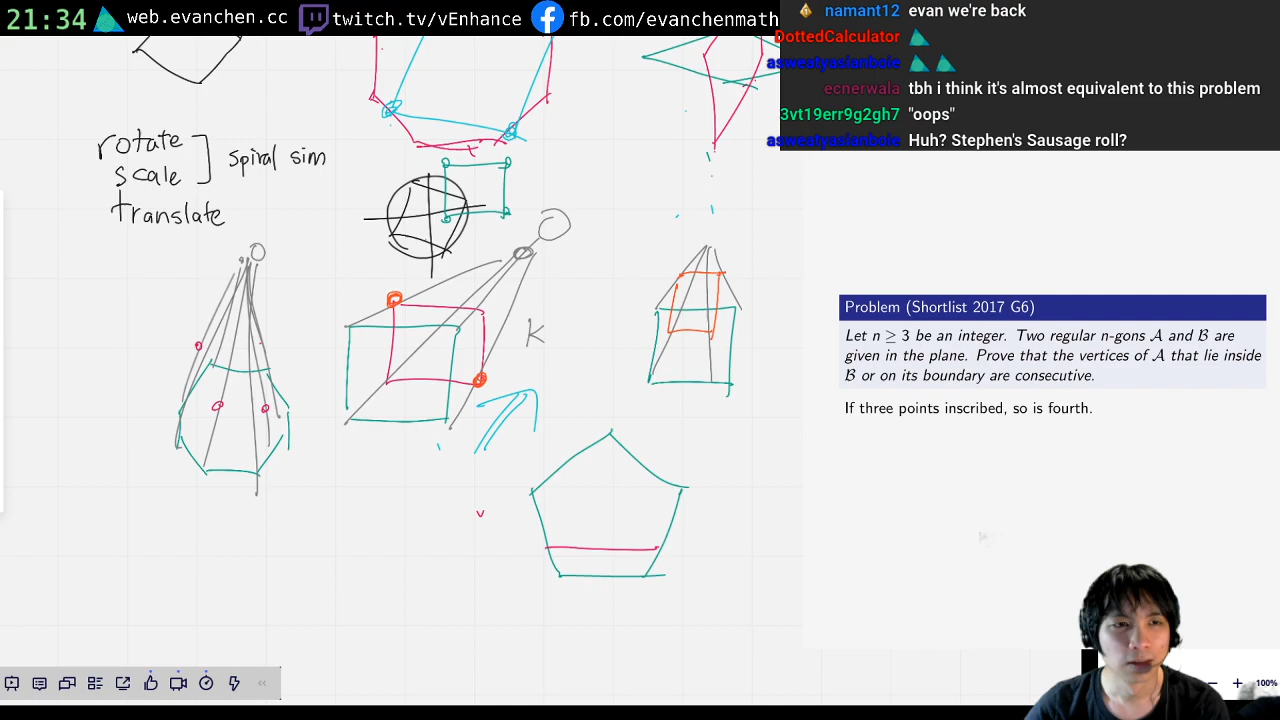 21:34 web.evanchen.cc twitch.tv/vEnhance fb.com/evanchenmath
namant12 evan we're back
DottedCalculator
asweatyasianboie
ecnerwala tbh i think it's almost equivalent to this problem
3vt19err9g2gh7 "oops"
asweatyasianboie Huh? Stephen's Sausage roll?
rotate
scale
spiral sim
translate
K
Problem (Shortlist 2017 G6)
Let n ≥ 3 be an integer. Two regular n-gons 𝒜 and ℬ are
given in the plane. Prove that the vertices of 𝒜 that lie inside
ℬ or on its boundary are consecutive.
If three points inscribed, so is fourth.
v
100%